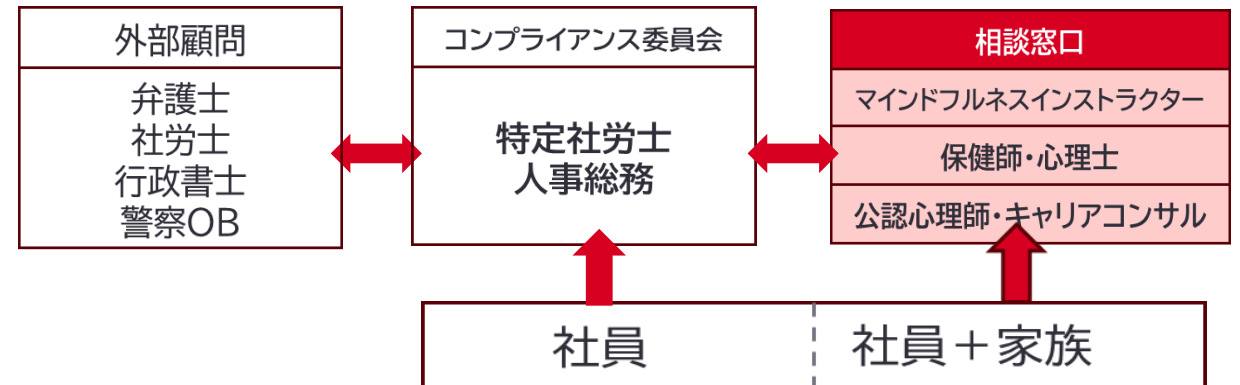 外部顧問
弁護士
社労士
行政書士
警察OB
コンプライアンス委員会
特定社労士
人事総務
相談窓口
マインドフルネスインストラクター
保健師・心理士
公認心理師・キャリアコンサル
社員
社員＋家族